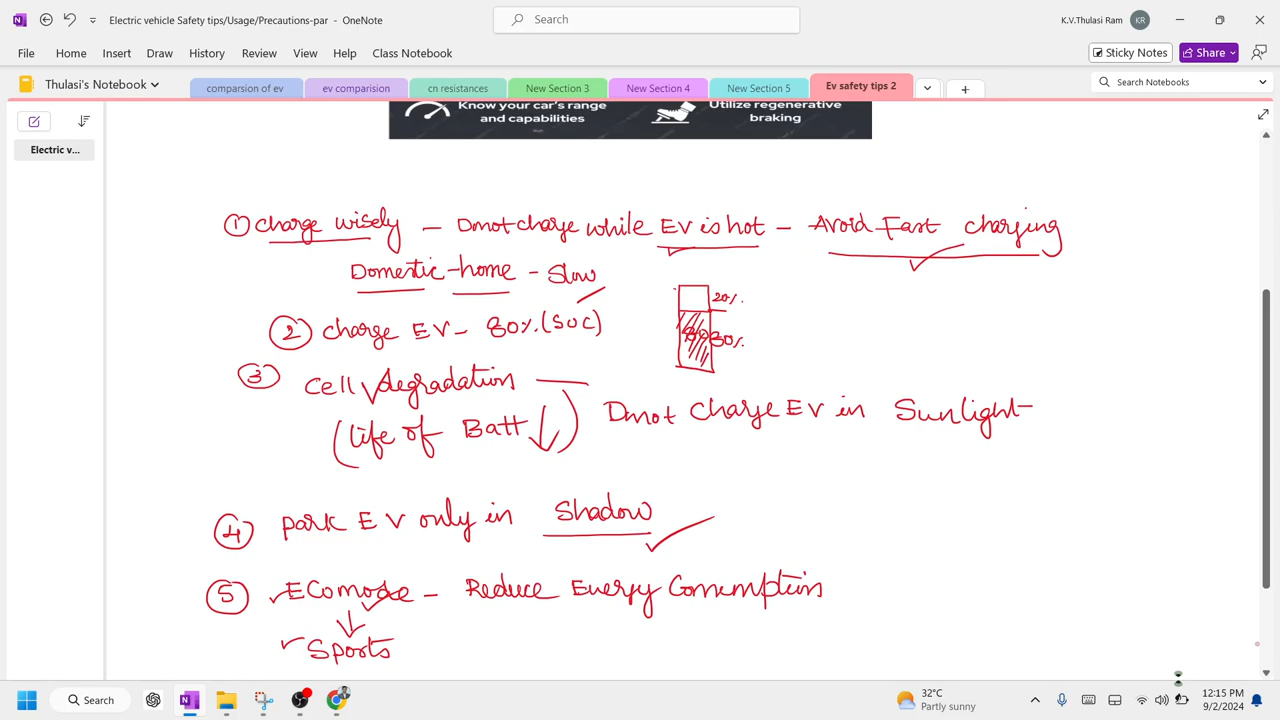 Electric vehicle Safety tips/Usage/Precautions-par - OneNote
Search
K.V.Thulasi Ram
KR
File Home Insert Draw History Review View Help Class Notebook
Sticky Notes
Share
Thulasi's Notebook
comparsion of ev
ev comparision
cn resistances
New Section 3
New Section 4
New Section 5
Ev safety tips 2
Search Notebooks
Electric v...
Know your car's range
and capabilities
Utilize regenerative
braking
① charge wisely - Donot charge while EV is hot - Avoid Fast charging
Domestic - home - Slow
20%.
② charge EV - 80%. (SOC)
80 80%.
③ Cell degradation
(life of Batt ↓) Donot charge EV in Sunlight
④ park EV only in Shadow
⑤ EComode - Reduce Energy Consumption
↓
Sports
Search
32°C
Partly sunny
12:15 PM
9/2/2024